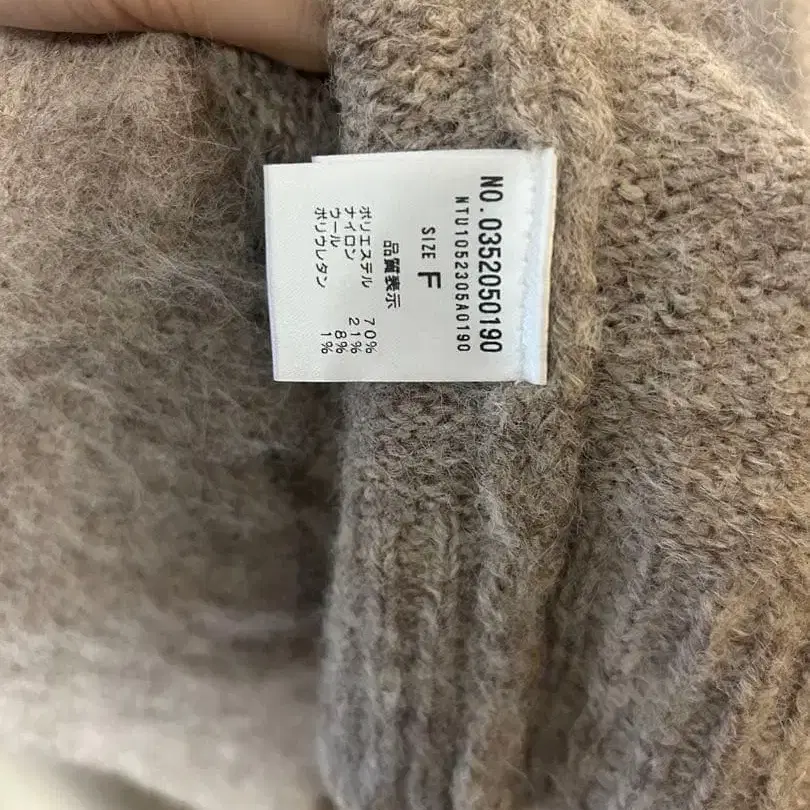 NO.0352050190
NTU1052305A0190
SIZE F
品質表示
ポリエステル 70%
ナイロン 21%
ウール 8%
ポリウレタン 1%